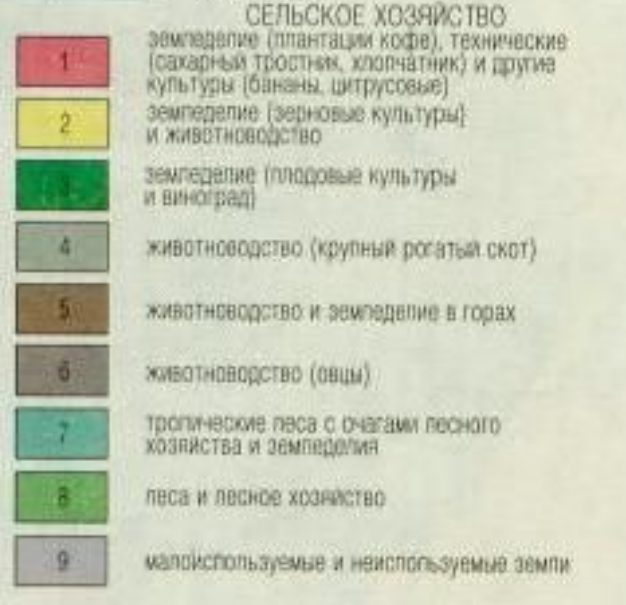 СЕЛЬСКОЕ ХОЗЯЙСТВО
1
земледелие (плантации кофе), технические
(сахарный тростник, хлопчатник) и другие
культуры (бананы, цитрусовые)
2
земледелие (зерновые культуры)
и животноводство
3
земледелие (плодовые культуры
и виноград)
4
животноводство (крупный рогатый скот)
5
животноводство и земледелие в горах
6
животноводство (овцы)
7
тропические леса с очагами лесного
хозяйства и земледелия
8
леса и лесное хозяйство
9
малоиспользуемые и неиспользуемые земли